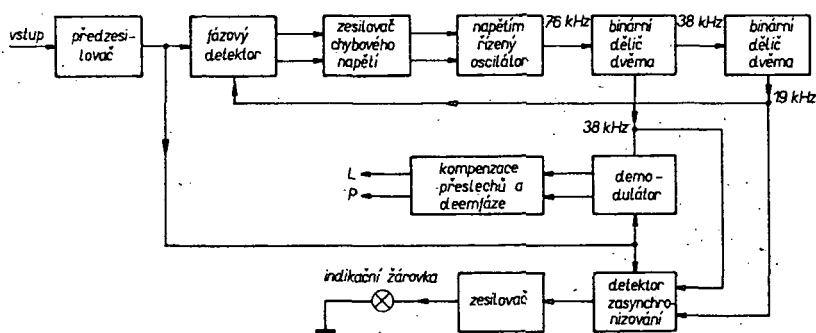 vstup
předzesi-
lovač
fázový
detektor
zesilovač
chybového
napětí
napětím
řízený
oscilátor
76 kHz
binární
dělič
dvěma
38 kHz
binární
dělič
dvěma
19 kHz
38 kHz
L
P
kompenzace
přeslechů a
deemfáze
demo-
dulátor
indikační žárovka
zesilovač
detektor
zasynchro-
nizování